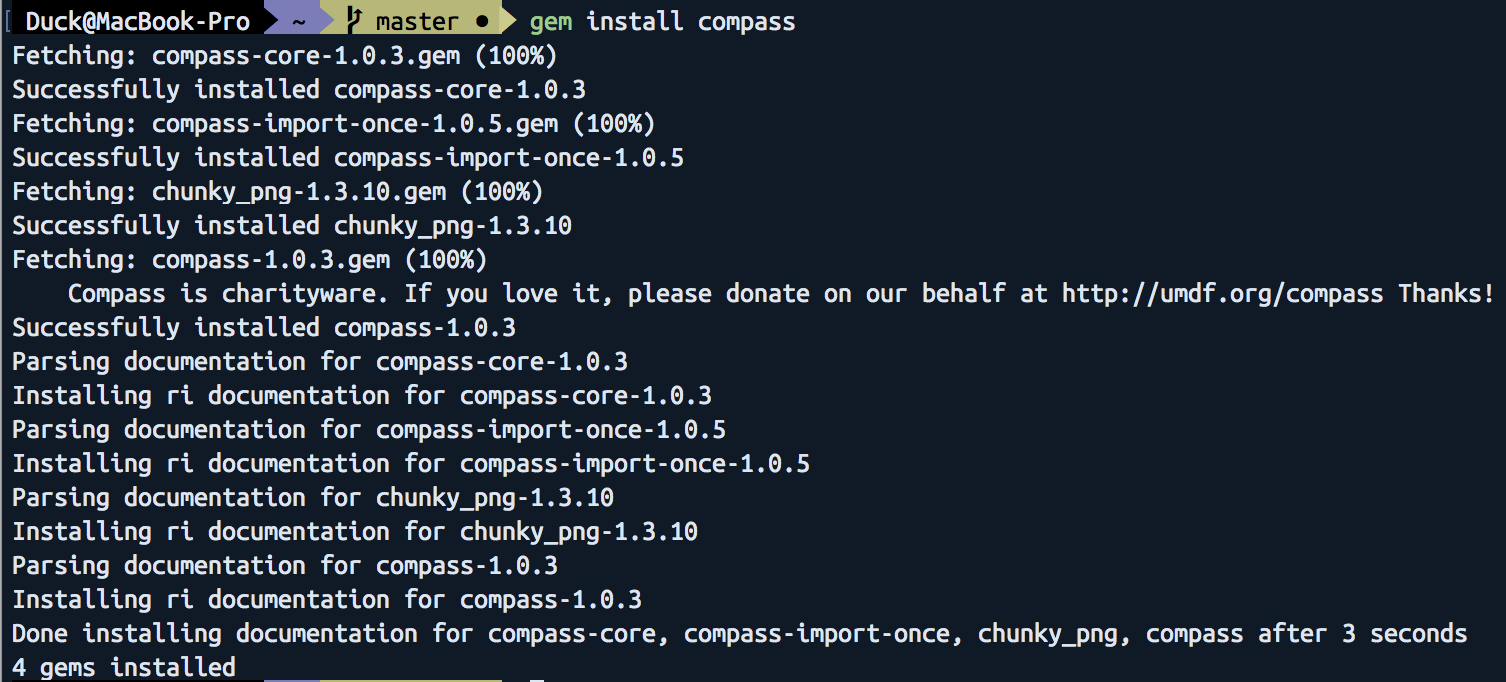 Duck@MacBook-Pro ~ master ● gem install compass
Fetching: compass-core-1.0.3.gem (100%)
Successfully installed compass-core-1.0.3
Fetching: compass-import-once-1.0.5.gem (100%)
Successfully installed compass-import-once-1.0.5
Fetching: chunky_png-1.3.10.gem (100%)
Successfully installed chunky_png-1.3.10
Fetching: compass-1.0.3.gem (100%)
    Compass is charityware. If you love it, please donate on our behalf at http://umdf.org/compass Thanks!
Successfully installed compass-1.0.3
Parsing documentation for compass-core-1.0.3
Installing ri documentation for compass-core-1.0.3
Parsing documentation for compass-import-once-1.0.5
Installing ri documentation for compass-import-once-1.0.5
Parsing documentation for chunky_png-1.3.10
Installing ri documentation for chunky_png-1.3.10
Parsing documentation for compass-1.0.3
Installing ri documentation for compass-1.0.3
Done installing documentation for compass-core, compass-import-once, chunky_png, compass after 3 seconds
4 gems installed